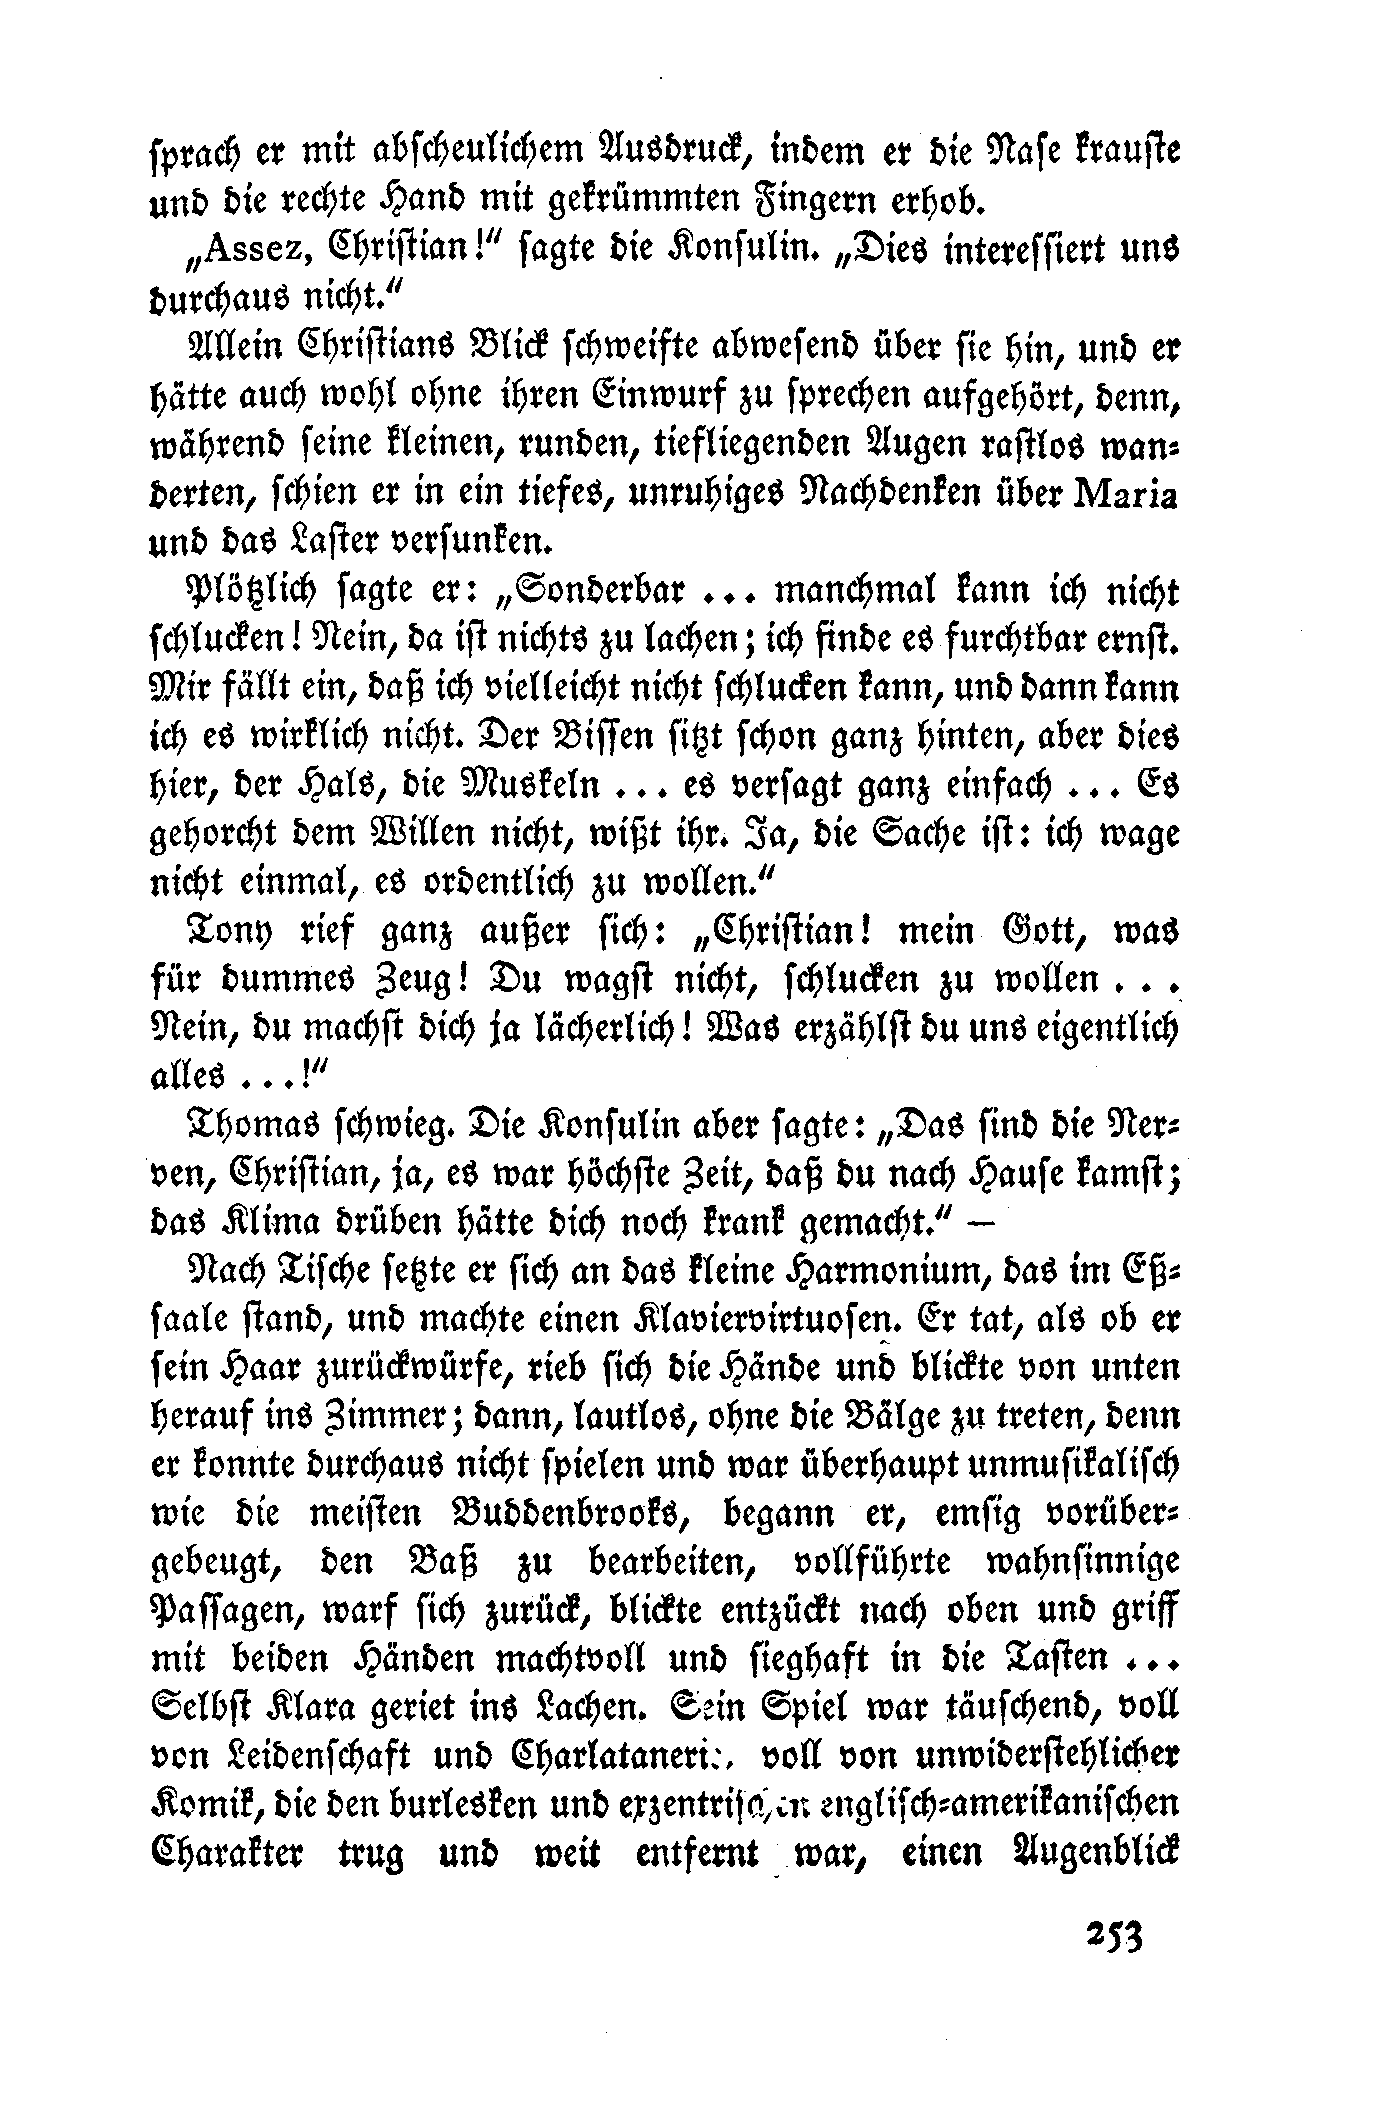 sprach er mit abscheulichem Ausdruck, indem er die Nase krauste
und die rechte Hand mit gekrümmten Fingern erhob.
„Assez, Christian!“ sagte die Konsulin. „Dies interessiert uns
durchaus nicht.“
Allein Christians Blick schweifte abwesend über sie hin, und er
hätte auch wohl ohne ihren Einwurf zu sprechen aufgehört, denn,
während seine kleinen, runden, tiefliegenden Augen rastlos wan-
derten, schien er in ein tiefes, unruhiges Nachdenken über Maria
und das Laster versunken.
Plötzlich sagte er: „Sonderbar ... manchmal kann ich nicht
schlucken! Nein, da ist nichts zu lachen; ich finde es furchtbar ernst.
Mir fällt ein, daß ich vielleicht nicht schlucken kann, und dann kann
ich es wirklich nicht. Der Bissen sitzt schon ganz hinten, aber dies
hier, der Hals, die Muskeln ... es versagt ganz einfach ... Es
gehorcht dem Willen nicht, wißt ihr. Ja, die Sache ist: ich wage
nicht einmal, es ordentlich zu wollen.“
Tony rief ganz außer sich: „Christian! mein Gott, was
für dummes Zeug! Du wagst nicht, schlucken zu wollen ...
Nein, du machst dich ja lächerlich! Was erzählst du uns eigentlich
alles ...!“
Thomas schwieg. Die Konsulin aber sagte: „Das sind die Ner-
ven, Christian, ja, es war höchste Zeit, daß du nach Hause kamst;
das Klima drüben hätte dich noch krank gemacht.“ —
Nach Tische setzte er sich an das kleine Harmonium, das im Eß-
saale stand, und machte einen Klaviervirtuosen. Er tat, als ob er
sein Haar zurückwürfe, rieb sich die Hände und blickte von unten
herauf ins Zimmer; dann, lautlos, ohne die Bälge zu treten, denn
er konnte durchaus nicht spielen und war überhaupt unmusikalisch
wie die meisten Buddenbrooks, begann er, emsig vorüber-
gebeugt, den Baß zu bearbeiten, vollführte wahnsinnige
Passagen, warf sich zurück, blickte entzückt nach oben und griff
mit beiden Händen machtvoll und sieghaft in die Tasten ...
Selbst Klara geriet ins Lachen. Sein Spiel war täuschend, voll
von Leidenschaft und Charlatanerie, voll von unwiderstehlicher
Komik, die den burlesken und exzentrischen englisch-amerikanischen
Charakter trug und weit entfernt war, einen Augenblick
253